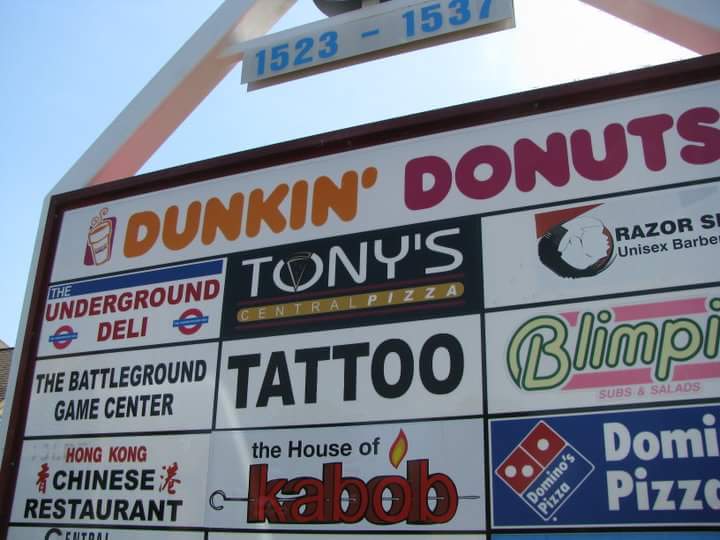 1523 - 1537
DUNKIN' DONUTS
THE
UNDERGROUND
DELI
TONY'S
CENTRAL PIZZA
RAZOR
Unisex
THE BATTLEGROUND
GAME CENTER
TATTOO
Blimpi
SUBS & SALADS
HONG KONG
香 CHINESE 港
RESTAURANT
the House of
kabob
Domino's
Pizza
Domi
Pizz
CENTRAL